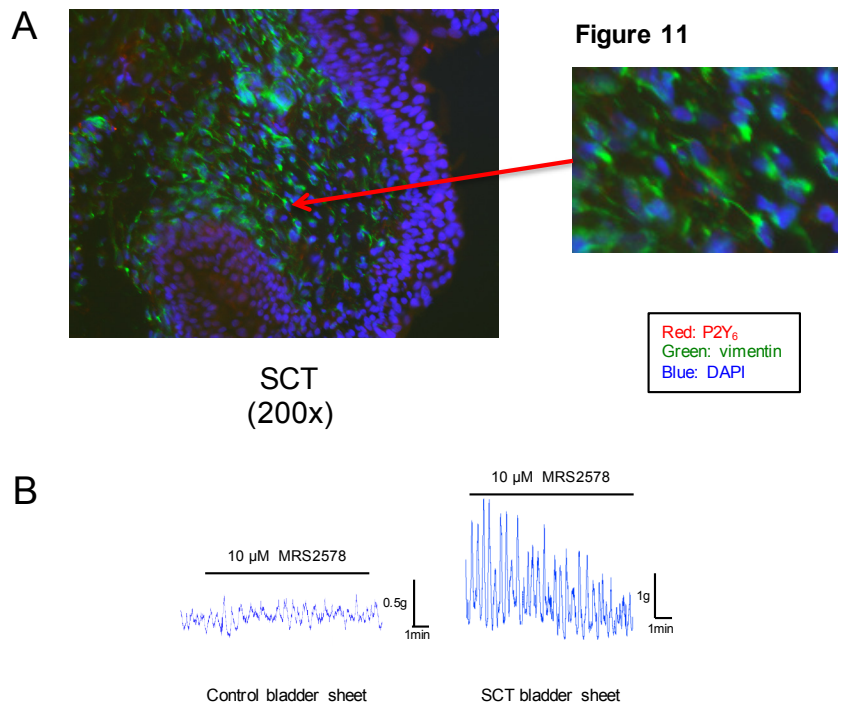 A
Figure 11
Red: P2Y₆
Green: vimentin
Blue: DAPI
SCT
(200x)
B
10 µM MRS2578
10 µM MRS2578
0.5g
1min
1g
1min
Control bladder sheet
SCT bladder sheet